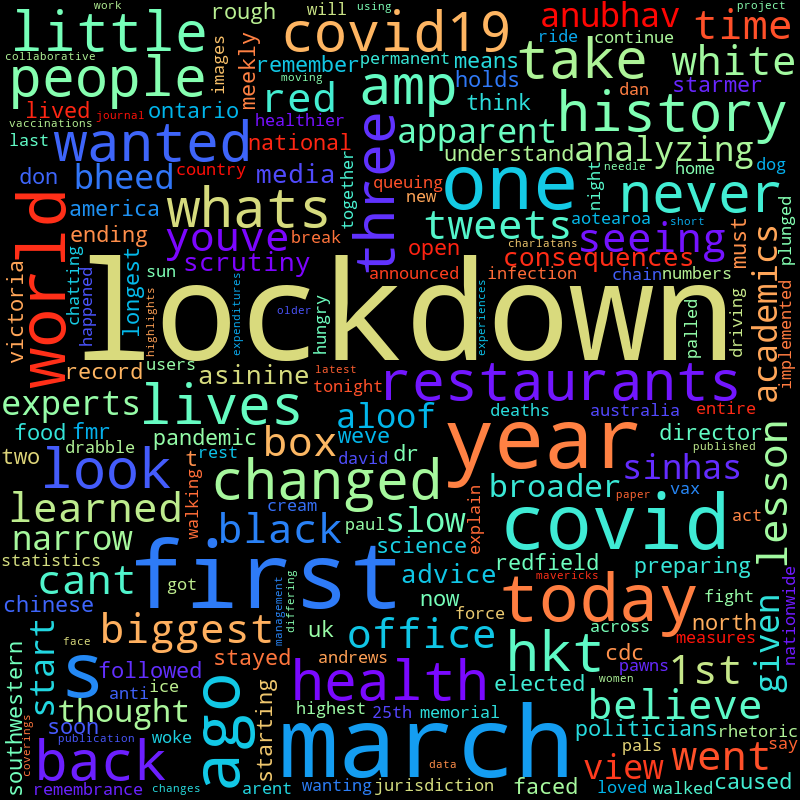 little
rough
will
work
using
covid19
anubhav
project
time
collaborative
people
images
meekly
remember
permanent
means
ride
continue
take
white
moving
red
amp
holds
think
dan
starmer
history
lived
journal
ontario
healthier
vaccinations
last
wanted
national
three
apparent
understand
analyzing
home
dog
don
bheed
media
together
queuing
new
one
night
needle
never
america
whats
break
tweets
aotearoa
short
plunged
ending
youve
scrutiny
open
charlatans
seeing
must
world
victoria
chatting
happened
longest
sun
announced
infection
consequences
chain
numbers
academics
implemented
highlights
expenditures
older
hungry
lockdown
experiences
palled
driving
record
users
asinine
latest
tonight
restaurants
experts
lives
aloof
deaths
australia
entire
food
fmr
drabble
pandemic
box
weve
year
director
published
two
look
t
rest
david
dr
sinhas
lesson
learned
walking
changed
cream
explain
broader
vax
paper
narrow
black
paul
slow
covid
act
statistics
science
redfield
preparing
cant
first
got
advice
mavericks
nationwide
chinese
management
differing
now
force
today
across
fight
start
biggest
uk
office
north
measures
given
face
s
stayed
andrews
hkt
cdc
pawns
1st
southwestern
followed
ago
health
women
anti
ice
elected
believe
thought
starting
highest
25th
memorial
politicians
rhetoric
soon
coverings
publication
woke
march
pals
went
say
back
data
view
remembrance
changes
arent
wanting
jurisdiction
faced
loved
walked
caused
country